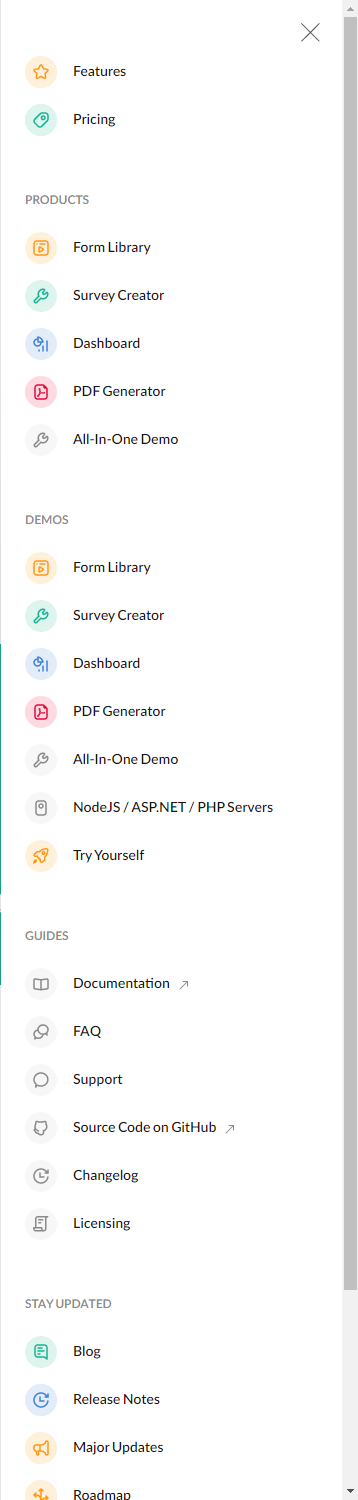 Features
Pricing
PRODUCTS
Form Library
Survey Creator
Dashboard
PDF Generator
All-In-One Demo
DEMOS
Form Library
Survey Creator
Dashboard
PDF Generator
All-In-One Demo
NodeJS / ASP.NET / PHP Servers
Try Yourself
GUIDES
Documentation
FAQ
Support
Source Code on GitHub
Changelog
Licensing
STAY UPDATED
Blog
Release Notes
Major Updates
Roadmap